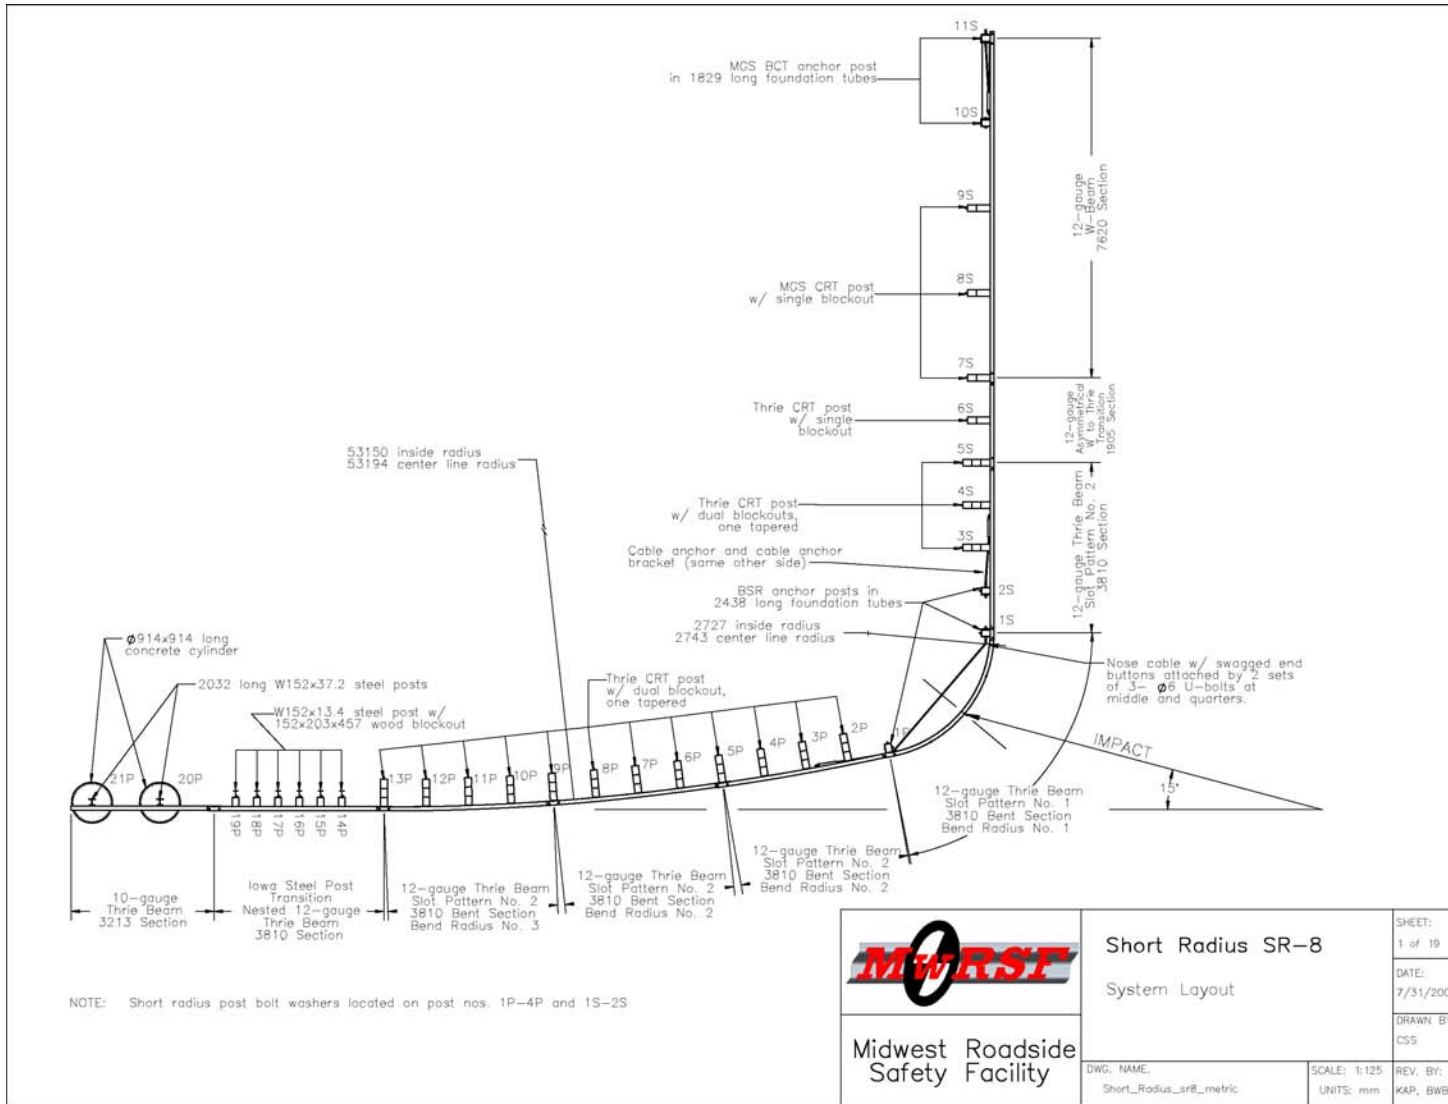 11S
MGS BCT anchor post
in 1829 long foundation tubes
10S
12-gauge
W-Beam
7620 Section
9S
8S
MGS CRT post
w/ single blockout
7S
12-gauge
Asymmetrical
W to Thrie
Transition
1905 Section
6S
Thrie CRT post
w/ single
blockout
5S
53150 inside radius
53194 center line radius
4S
Thrie CRT post
w/ dual blockouts,
one tapered
12-gauge Thrie Beam
Slot Pattern No. 2
3810 Section
3S
Cable anchor and cable anchor
bracket (same other side)
BSR anchor posts in
2438 long foundation tubes
2S
1S
2727 inside radius
2743 center line radius
Nose cable w/ swagged end
buttons attached by 2 sets
of 3- ϕ6 U-bolts at
middle and quarters.
ϕ914x914 long
concrete cylinder
2032 long W152x37.2 steel posts
Thrie CRT post
w/ dual blockout,
one tapered
W152x13.4 steel post w/
152x203x457 wood blockout
IMPACT
15°
21P
20P
19P
18P
17P
16P
15P
14P
13P
12P
11P
10P
9P
8P
7P
6P
5P
4P
3P
2P
1P
12-gauge Thrie Beam
Slot Pattern No. 1
3810 Bent Section
Bend Radius No. 1
12-gauge Thrie Beam
Slot Pattern No. 2
3810 Bent Section
Bend Radius No. 2
12-gauge Thrie Beam
Slot Pattern No. 2
3810 Bent Section
Bend Radius No. 2
12-gauge Thrie Beam
Slot Pattern No. 2
3810 Bent Section
Bend Radius No. 3
Iowa Steel Post
Transition
Nested 12-gauge
Thrie Beam
3810 Section
10-gauge
Thrie Beam
3213 Section
NOTE: Short radius post bolt washers located on post nos. 1P-4P and 1S-2S
MwRSF
Midwest Roadside
Safety Facility
Short Radius SR-8
System Layout
SHEET:
1 of 19
DATE:
7/31/200
DRAWN B
CSS
DWG. NAME.
Short_Radius_sr8_metric
SCALE: 1:125
UNITS: mm
REV. BY:
KAP, BWB